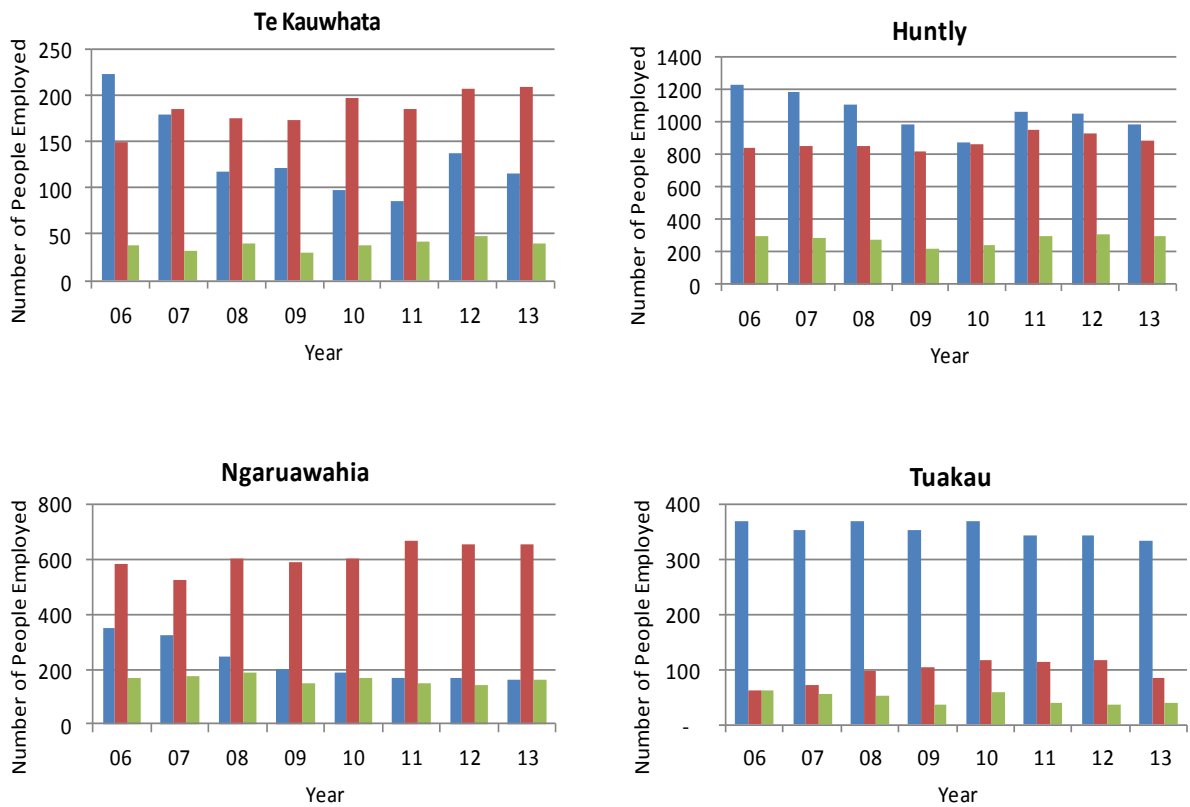 Te Kauwhata
Number of People Employed
250
200
150
100
50
0
06 07 08 09 10 11 12 13
Year
Huntly
Number of People Employed
1400
1200
1000
800
600
400
200
0
06 07 08 09 10 11 12 13
Year
Ngaruawahia
Number of People Employed
800
600
400
200
0
06 07 08 09 10 11 12 13
Year
Tuakau
Number of People Employed
400
300
200
100
-
06 07 08 09 10 11 12 13
Year